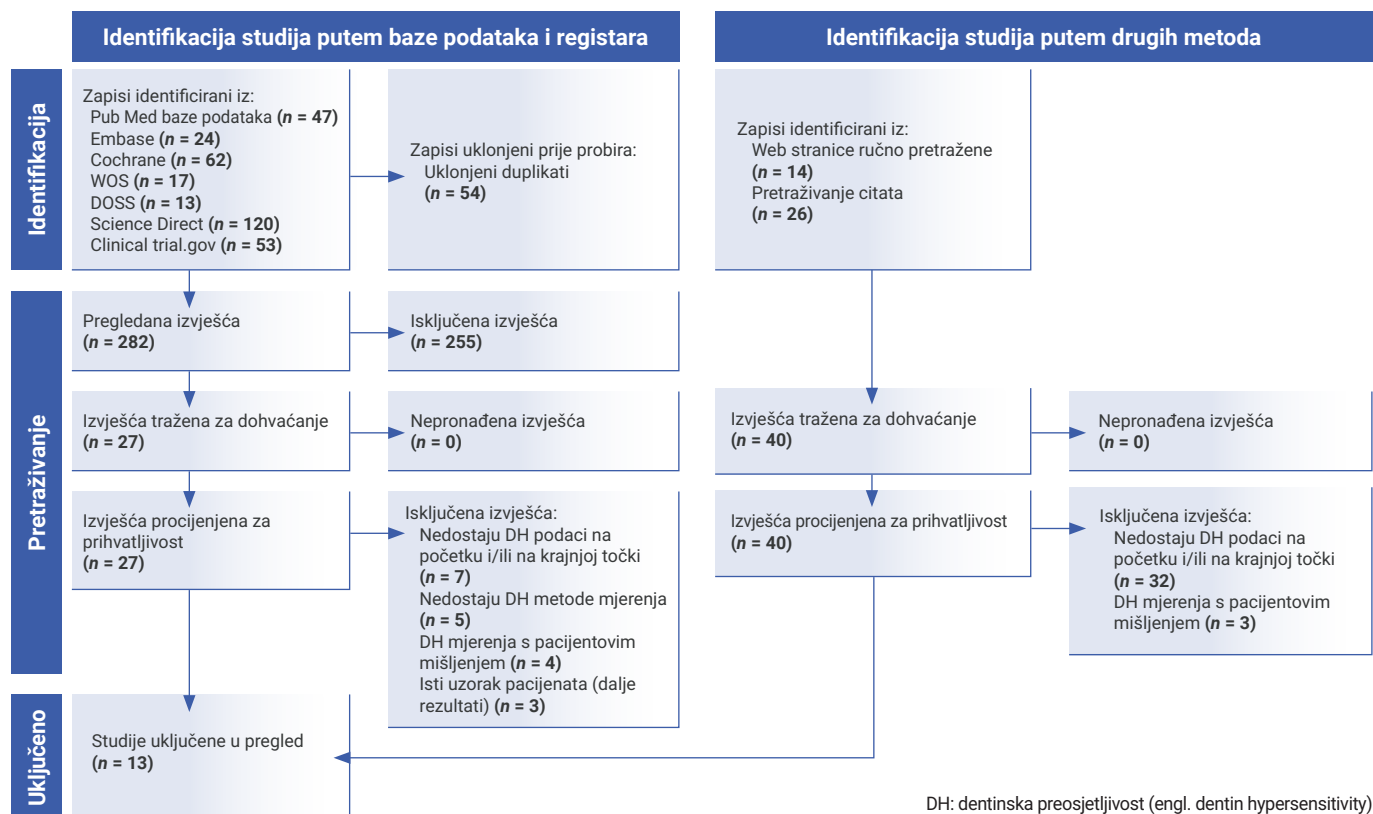 Identifikacija studija putem baze podataka i registara
Identifikacija studija putem drugih metoda
Identifikacija
Zapisi identificirani iz:
Pub Med baze podataka (n = 47)
Embase (n = 24)
Cochrane (n = 62)
WOS (n = 17)
DOSS (n = 13)
Science Direct (n = 120)
Clinical trial.gov (n = 53)
Zapisi uklonjeni prije probira:
Uklonjeni duplikati
(n = 54)
Zapisi identificirani iz:
Web stranice ručno pretražene
(n = 14)
Pretraživanje citata
(n = 26)
Pretraživanje
Pregledana izvješća
(n = 282)
Isključena izvješća
(n = 255)
Izvješća tražena za dohvaćanje
(n = 27)
Nepronađena izvješća
(n = 0)
Izvješća tražena za dohvaćanje
(n = 40)
Nepronađena izvješća
(n = 0)
Izvješća procijenjena za
prihvatljivost
(n = 27)
Isključena izvješća:
Nedostaju DH podaci na
početku i/ili na krajnjoj točki
(n = 7)
Nedostaju DH metode mjerenja
(n = 5)
DH mjerenja s pacijentovim
mišljenjem (n = 4)
Isti uzorak pacijenata (dalje
rezultati) (n = 3)
Izvješća procijenjena za prihvatljivost
(n = 40)
Isključena izvješća:
Nedostaju DH podaci na
početku i/ili na krajnjoj točki
(n = 32)
DH mjerenja s pacijentovim
mišljenjem (n = 3)
Uključeno
Studije uključene u pregled
(n = 13)
DH: dentinska preosjetljivost (engl. dentin hypersensitivity)